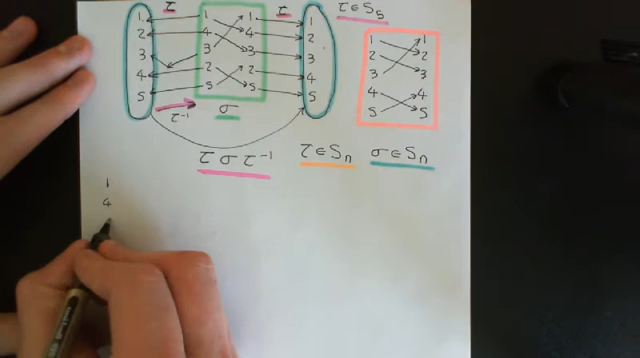 τ τ τ ∈ S₅
1 1 1 1 1 1
2 4 4 2 2 2
3 3 3 3 3 3
4 2 2 4 4 4
5 5 5 5 5 5
τ⁻¹ σ
τ σ τ⁻¹ τ ∈ Sₙ σ ∈ Sₙ
1
4